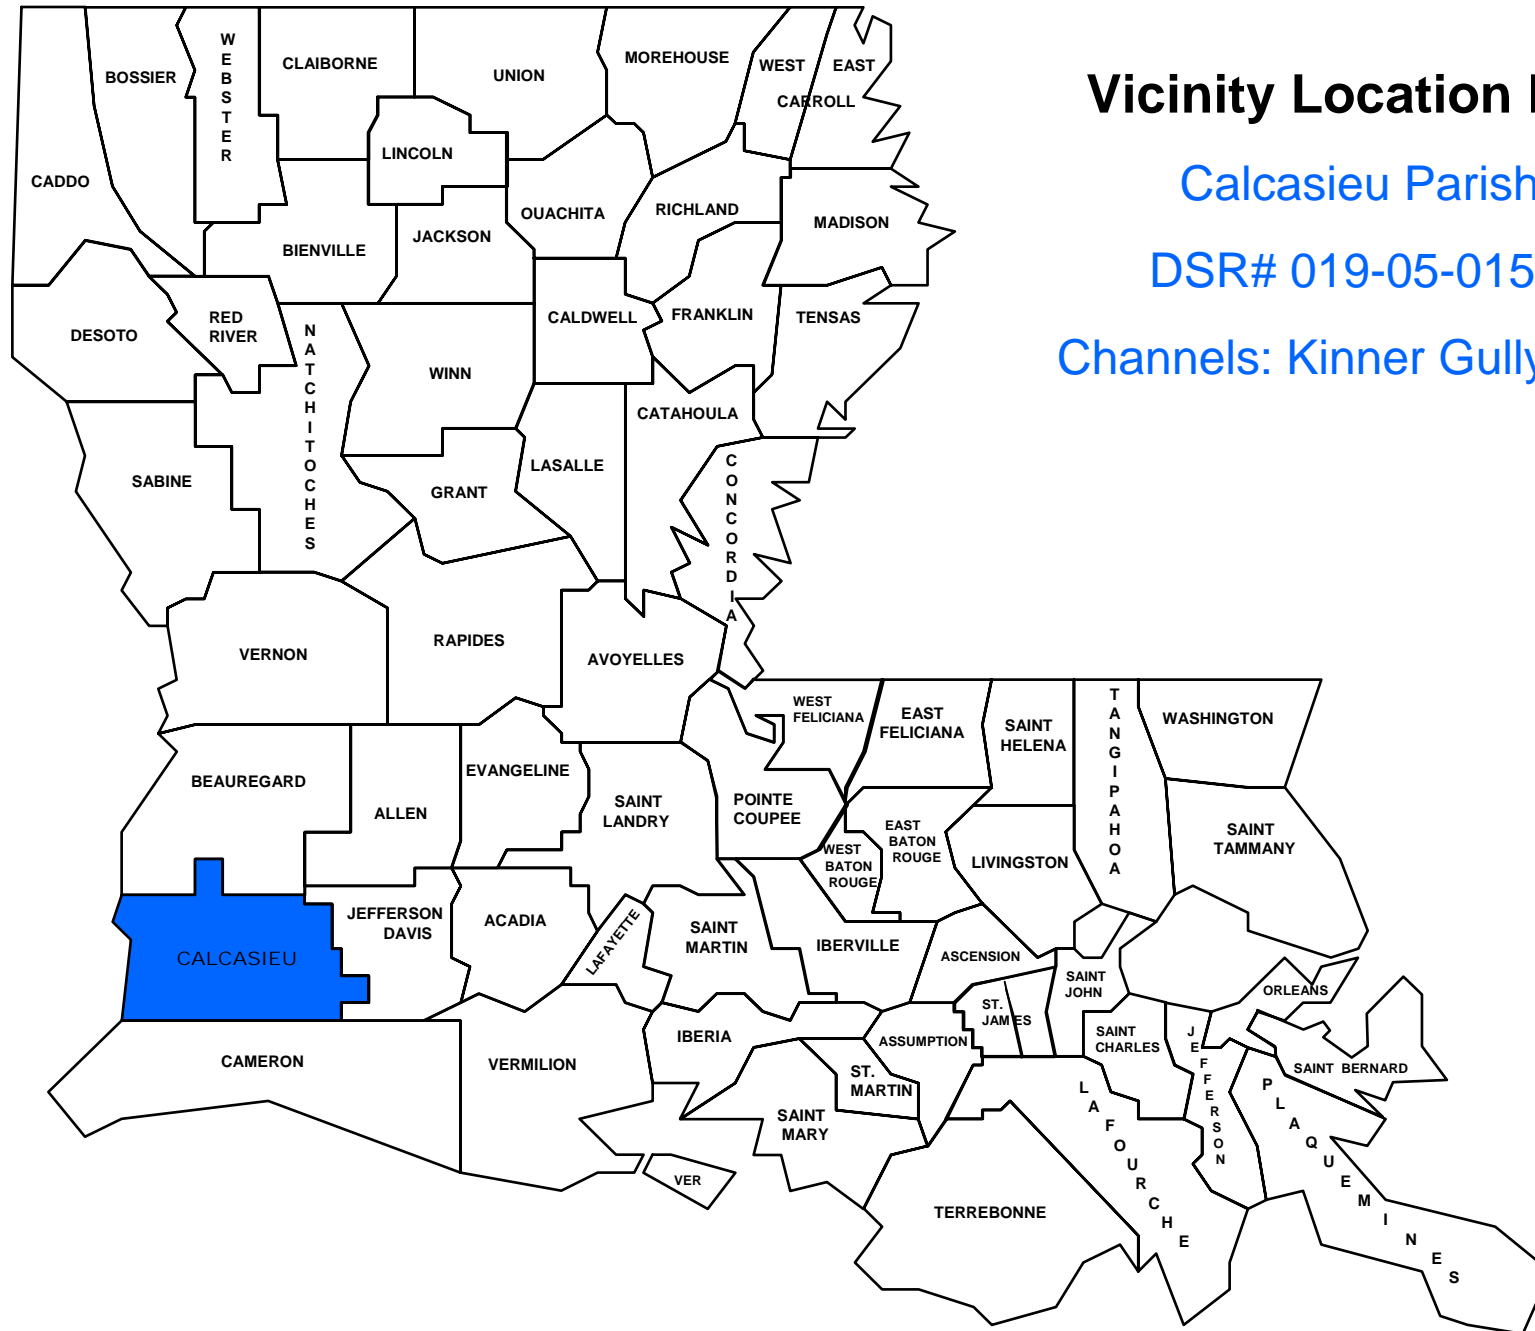 Vicinity Location
Calcasieu Parish
DSR# 019-05-015
Channels: Kinner Gully
WEBSTER
BOSSIER
CLAIBORNE
UNION
MOREHOUSE
WEST
EAST
CARROLL
CADDO
LINCOLN
OUACHITA
RICHLAND
MADISON
BIENVILLE
JACKSON
DESOTO
RED
RIVER
NATCHITOCHES
WINN
CALDWELL
FRANKLIN
TENSAS
CATAHOULA
SABINE
GRANT
LASALLE
CONCORDIA
VERNON
RAPIDES
AVOYELLES
WEST
FELICIANA
EAST
FELICIANA
SAINT
HELENA
TANGIPAHOA
WASHINGTON
BEAUREGARD
ALLEN
EVANGELINE
SAINT
LANDRY
POINTE
COUPEE
WEST
BATON
ROUGE
EAST
BATON
ROUGE
LIVINGSTON
SAINT
TAMMANY
CALCASIEU
JEFFERSON
DAVIS
ACADIA
LAFAYETTE
SAINT
MARTIN
IBERVILLE
ASCENSION
SAINT
JOHN
ORLEANS
CAMERON
VERMILION
IBERIA
ST.
MARTIN
ASSUMPTION
ST.
JAMES
SAINT
CHARLES
JEFFERSON
SAINT BERNARD
PLAQUEMINES
SAINT
MARY
VER
TERREBONNE
LAFOURCHE